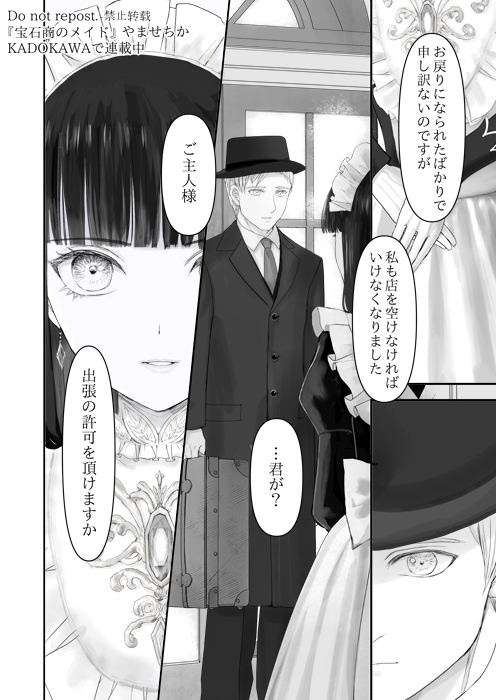 Do not repost. 禁止转载
『宝石商のメイド』やませちか
KADOKAWAで連載中
お戻りになられたばかりで
申し訳ないのですが
私も店を空けなければ
いけなくなりました
…君が？
ご主人様
出張の許可を頂けますか